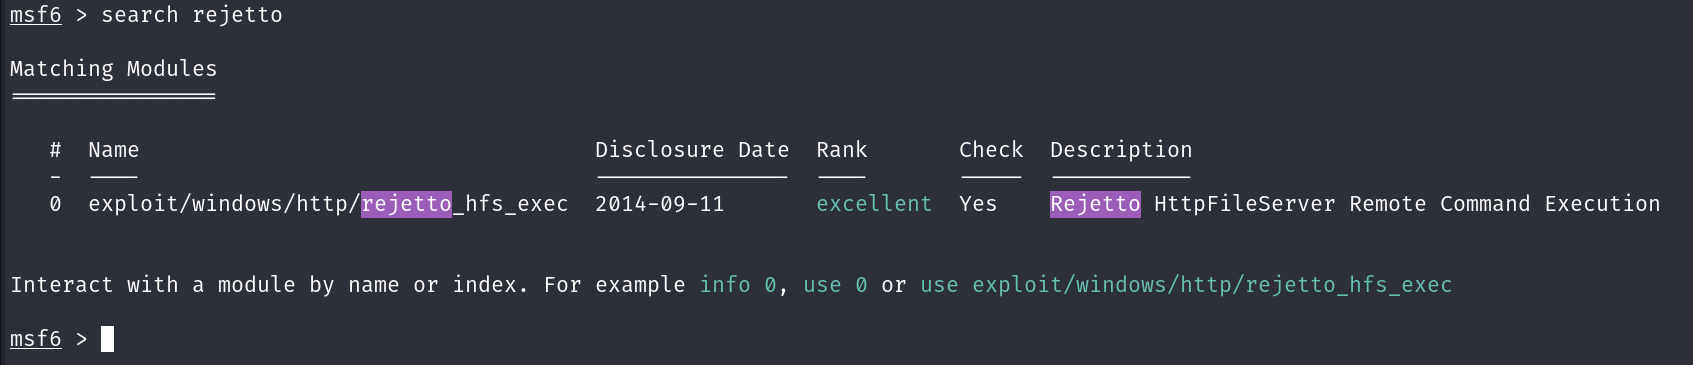 msf6 > search rejetto
Matching Modules
================
#  Name                                   Disclosure Date  Rank       Check  Description
-  ----                                   ---------------  ----       -----  -----------
0  exploit/windows/http/rejetto_hfs_exec  2014-09-11       excellent  Yes    Rejetto HttpFileServer Remote Command Execution
Interact with a module by name or index. For example info 0, use 0 or use exploit/windows/http/rejetto_hfs_exec
msf6 >